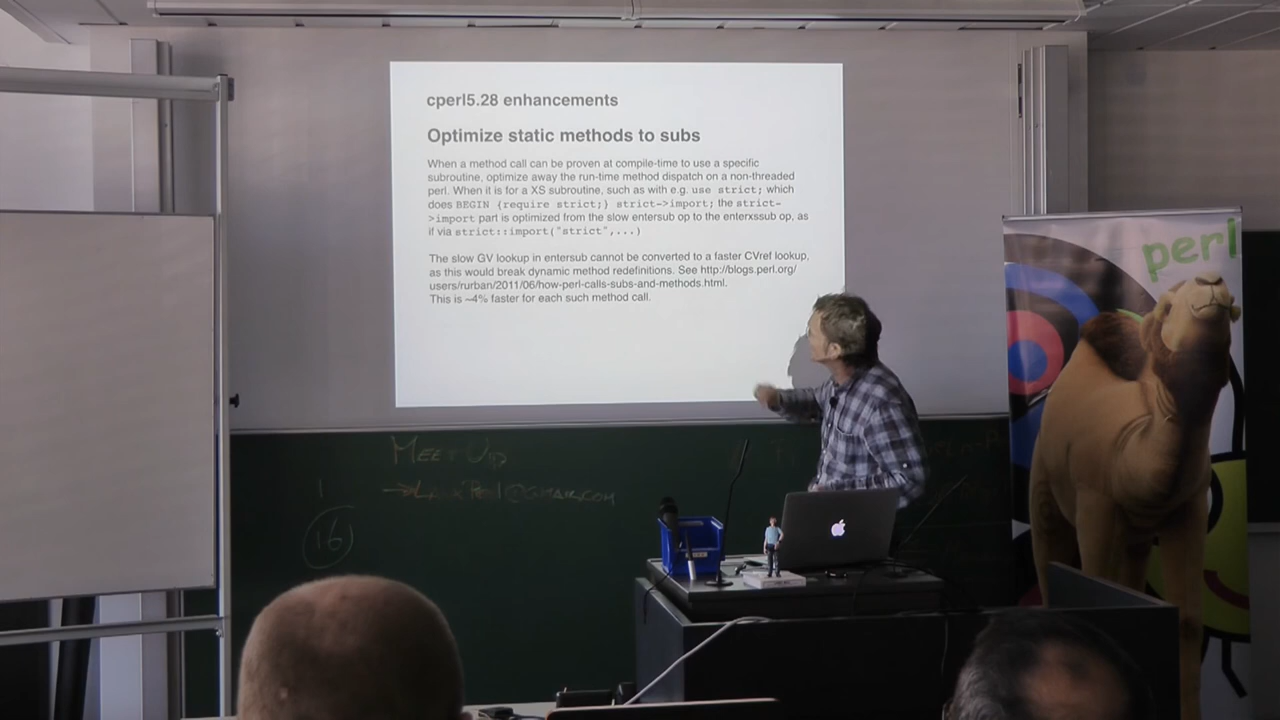 cperl5.28 enhancements
Optimize static methods to subs
When a method call can be proven at compile-time to use a specific
subroutine, optimize away the run-time method dispatch on a non-threaded
perl. When it is for a XS subroutine, such as with e.g. use strict; which
does BEGIN {require strict;} strict->import; the strict-
>import part is optimized from the slow entersub op to the enterxssub op, as
if via strict::import("strict",...)
The slow GV lookup in entersub cannot be converted to a faster CVref lookup,
as this would break dynamic method redefinitions. See http://blogs.perl.org/
users/rurban/2011/06/how-perl-calls-subs-and-methods.html.
This is ~4% faster for each such method call.
perl
MEET UP
1
16